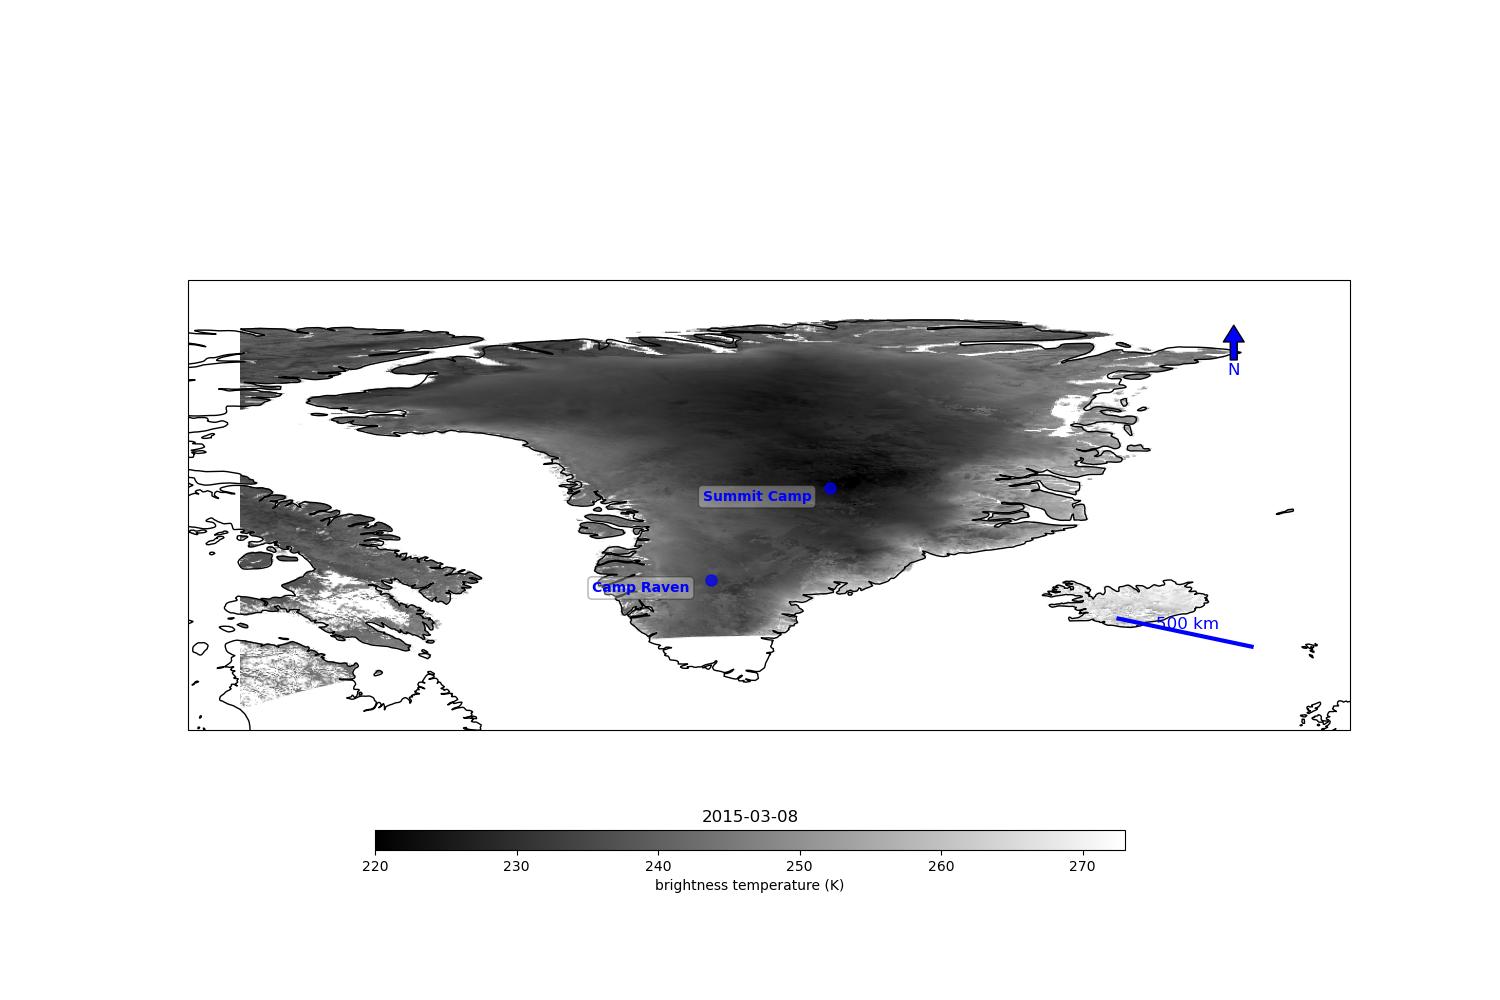 N
Summit Camp
Camp Raven
500 km
2015-03-08
220 230 240 250 260 270
brightness temperature (K)